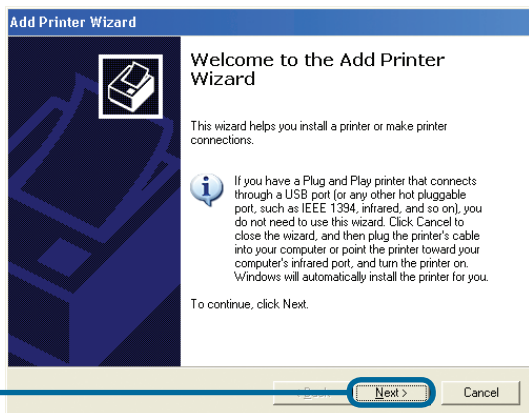 Add Printer Wizard
Welcome to the Add Printer
Wizard
This wizard helps you install a printer or make printer
connections.
If you have a Plug and Play printer that connects
through a USB port (or any other hot pluggable
port, such as IEEE 1394, infrared, and so on), you
do not need to use this wizard. Click Cancel to
close the wizard, and then plug the printer's cable
into your computer or point the printer toward your
computer's infrared port, and turn the printer on.
Windows will automatically install the printer for you.
To continue, click Next.
Next >
Cancel